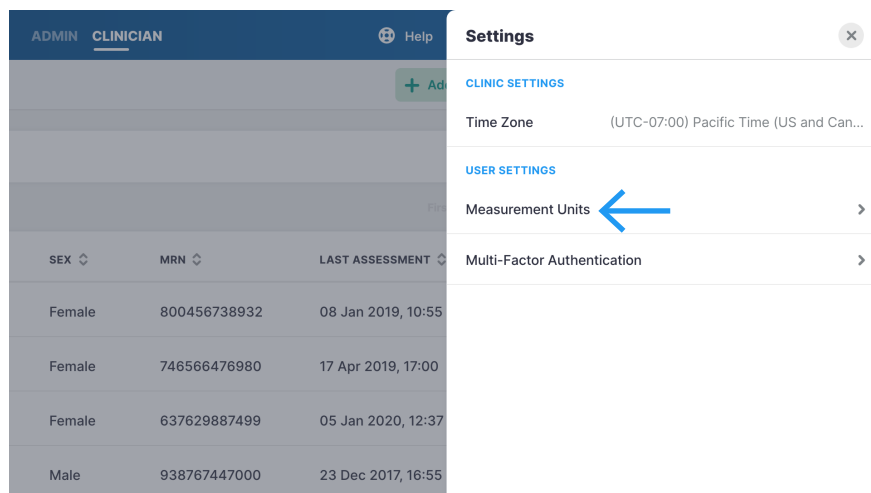 ADMIN CLINICIAN Help
Settings
CLINIC SETTINGS
Time Zone (UTC-07:00) Pacific Time (US and Can...
USER SETTINGS
Measurement Units
Multi-Factor Authentication
SEX MRN LAST ASSESSMENT
Female 800456738932 08 Jan 2019, 10:55
Female 746566476980 17 Apr 2019, 17:00
Female 637629887499 05 Jan 2020, 12:37
Male 938767447000 23 Dec 2017, 16:55